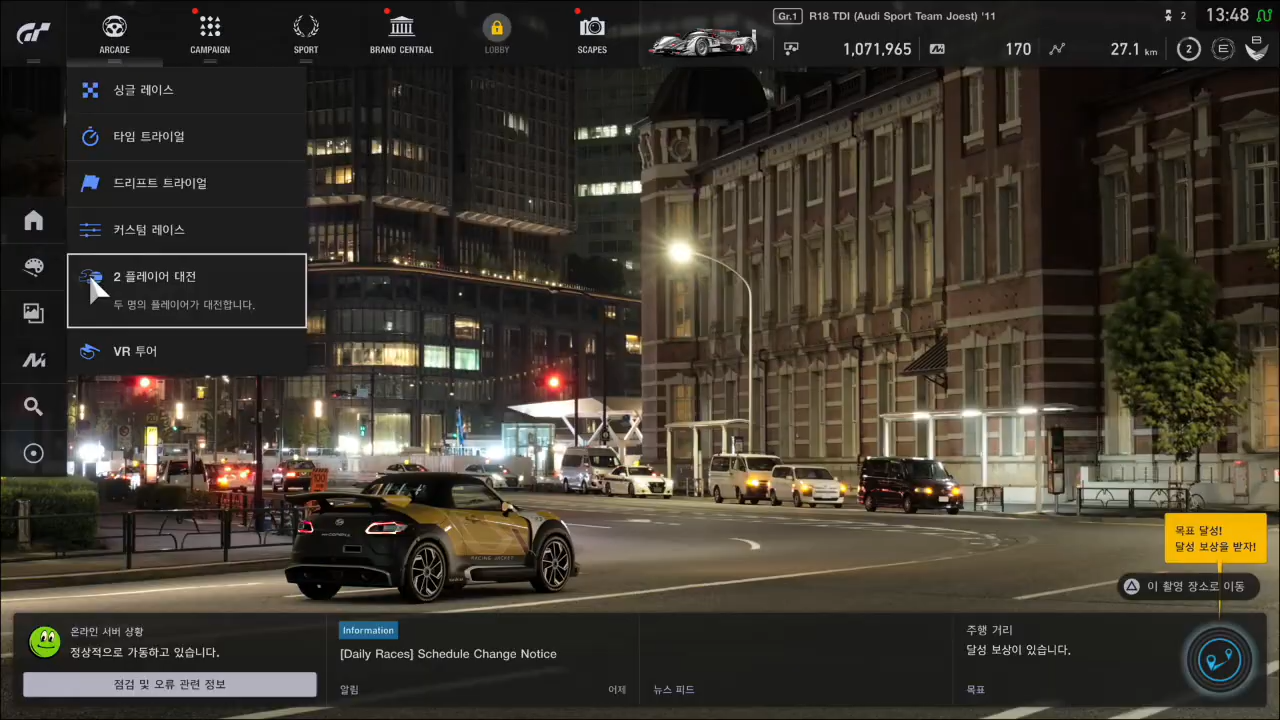 ARCADE
CAMPAIGN
SPORT
BRAND CENTRAL
LOBBY
SCAPES
Gr.1 R18 TDI (Audi Sport Team Joest) '11
2
13:48
1,071,965
170
27.1 km
2
E
B
싱글 레이스
타임 트라이얼
드리프트 트라이얼
커스텀 레이스
2 플레이어 대전
두 명의 플레이어가 대전합니다.
VR 투어
100
RACING JACKET
목표 달성!
달성 보상을 받자!
이 촬영 장소로 이동
온라인 서버 상황
정상적으로 가동하고 있습니다.
점검 및 오류 관련 정보
Information
[Daily Races] Schedule Change Notice
알림
어제
뉴스 피드
주행 거리
달성 보상이 있습니다.
목표